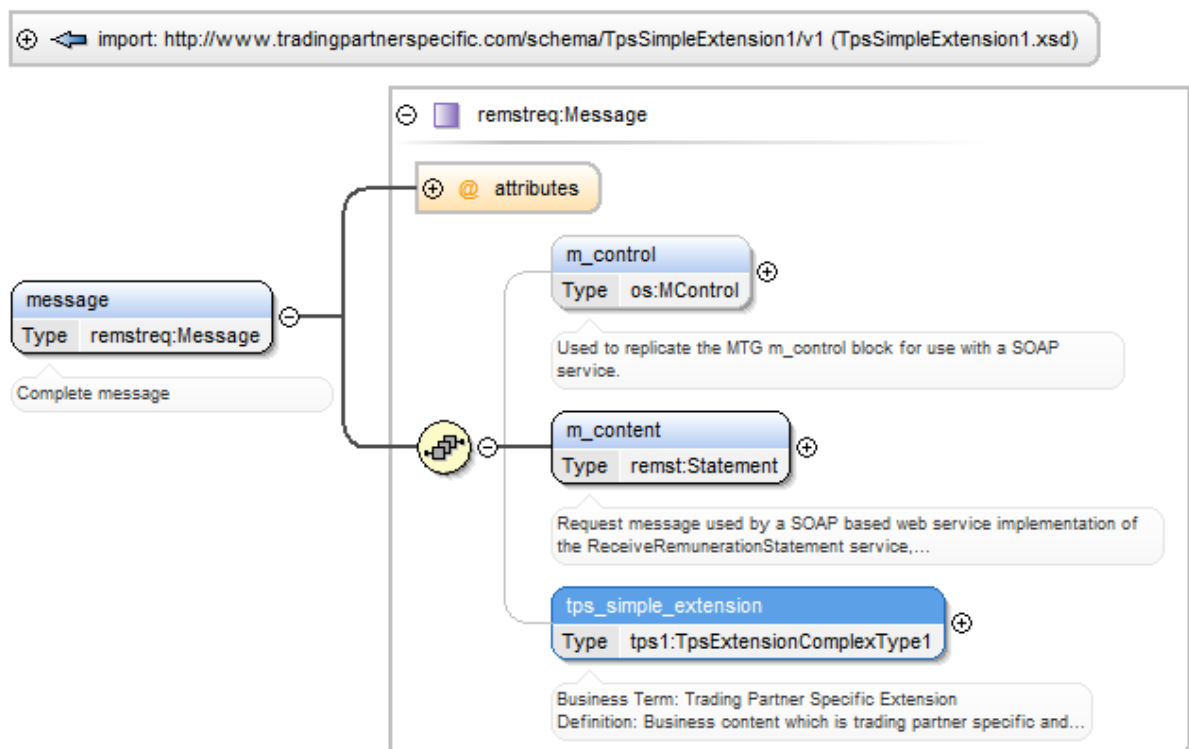 import: http://www.tradingpartnerspecific.com/schema/TpsSimpleExtension1/v1 (TpsSimpleExtension1.xsd)
remstreq:Message
@ attributes
m_control
Type os:MControl
Used to replicate the MTG m_control block for use with a SOAP
service.
message
Type remstreq:Message
Complete message
m_content
Type remst:Statement
Request message used by a SOAP based web service implementation of
the ReceiveRemunerationStatement service,...
tps_simple_extension
Type tps1:TpsExtensionComplexType1
Business Term: Trading Partner Specific Extension
Definition: Business content which is trading partner specific and...